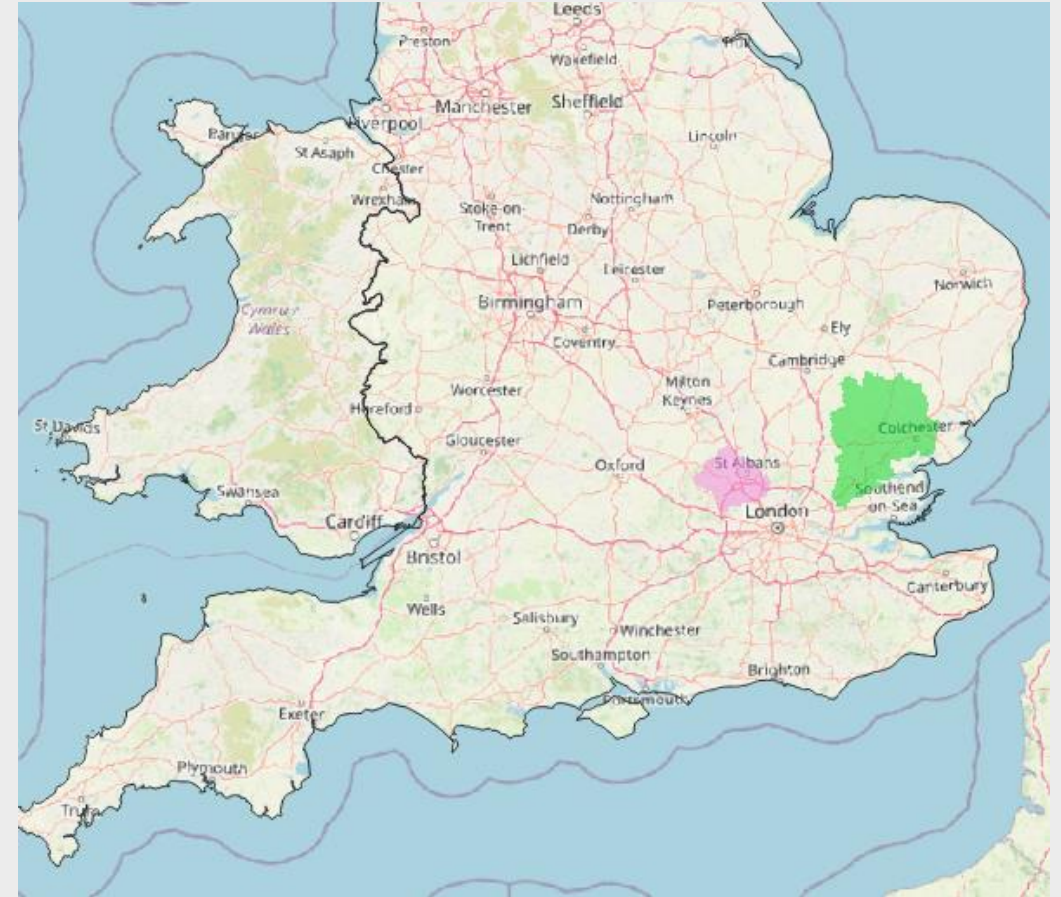 Leeds
Preston
Hull
Wakefield
Manchester
Sheffield
Liverpool
Bangor
Lincoln
St Asaph
Chester
Wrexham
Stoke-on-
Trent
Nottingham
Derby
Lichfield
Leicester
Norwich
Birmingham
Peterborough
Cymru /
Wales
Ely
Coventry
Cambridge
Worcester
Milton
Keynes
Hereford
St Davids
Colchester
Gloucester
Oxford
St Albans
Swansea
Southend
-on-Sea
Cardiff
London
Bristol
Canterbury
Wells
Salisbury
Winchester
Southampton
Brighton
Portsmouth
Exeter
Plymouth
Truro